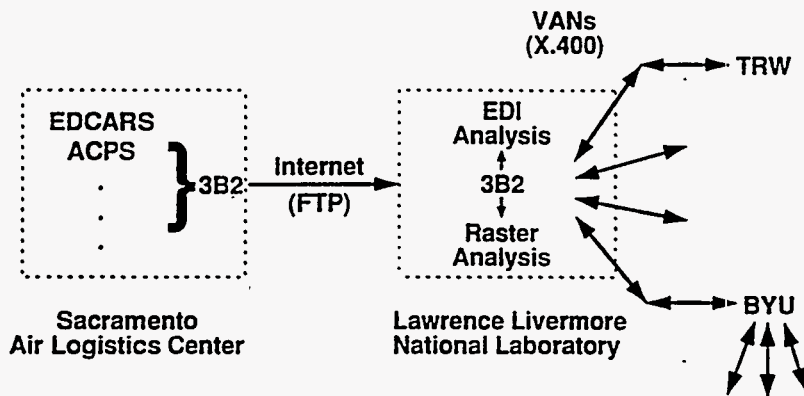 VANs
(X.400)
TRW
EDCARS
ACPS
3B2
Internet
(FTP)
EDI
Analysis
3B2
Raster
Analysis
BYU
Sacramento
Air Logistics Center
Lawrence Livermore
National Laboratory